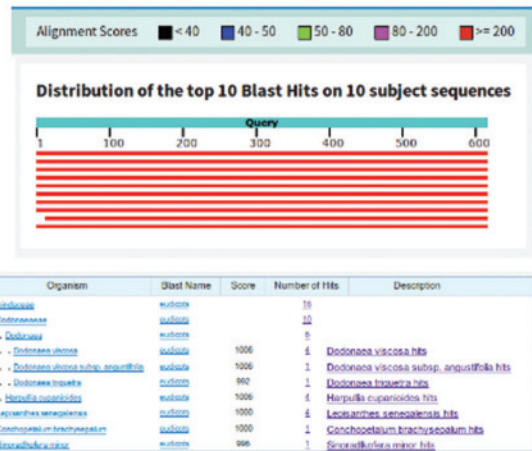 Alignment Scores < 40 40 - 50 50 - 80 80 - 200 >= 200
Distribution of the top 10 Blast Hits on 10 subject sequences
Query
1 100 200 300 400 500 600
Organism Blast Name Score Number of Hits Description
eudicots 16
eudicots 10
. Dodonaea eudicots 6
. . Dodonaea viscosa eudicots 1006 4 Dodonaea viscosa hits
. . Dodonaea viscosa subsp. angustifolia eudicots 1006 1 Dodonaea viscosa subsp. angustifolia hits
. . Dodonaea triquetra eudicots 992 1 Dodonaea triquetra hits
. Harpullia cupanioides eudicots 1006 4 Harpullia cupanioides hits
Lepisanthes senegalensis eudicots 1000 4 Lepisanthes senegalensis hits
Conchopetalum brachysepalum eudicots 1000 1 Conchopetalum brachysepalum hits
Sinoradlkofera minor eudicots 996 1 Sinoradlkofera minor hits